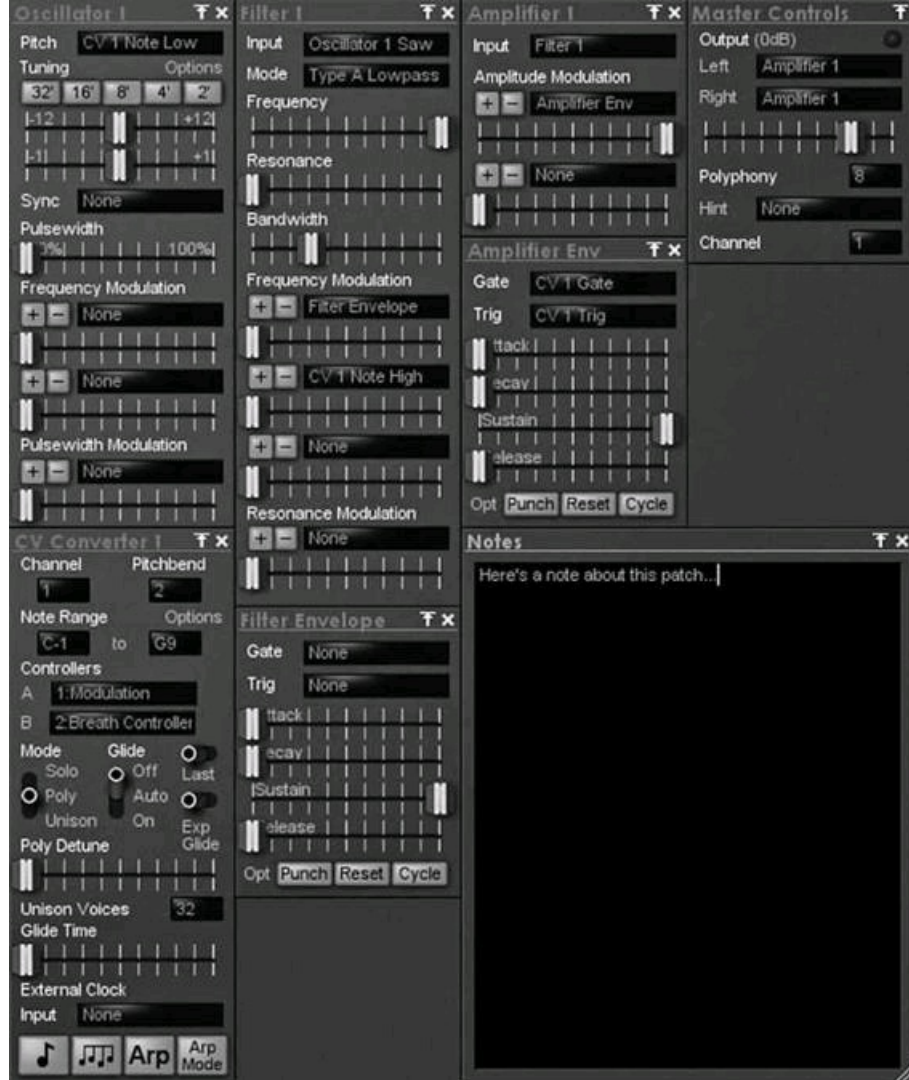 Oscillator 1
Pitch CV 1 Note Low
Tuning Options
32' 16' 8' 4' 2'
-12 +12
-1 +1
Sync None
Pulsewidth
0% 100%
Frequency Modulation
+ - None
+ - None
Pulsewidth Modulation
+ - None
CV Converter 1
Channel Pitchbend
1 2
Note Range Options
C-1 to G9
Controllers
A 1:Modulation
B 2:Breath Controller
Mode Glide
Solo Off Last
Poly Auto
Unison On Exp Glide
Poly Detune
Unison Voices 32
Glide Time
External Clock
Input None
Arp Arp Mode
Filter 1
Input Oscillator 1 Saw
Mode Type A Lowpass
Frequency
Resonance
Bandwidth
Frequency Modulation
+ - Filter Envelope
+ - CV 1 Note High
+ - None
Resonance Modulation
+ - None
Filter Envelope
Gate None
Trig None
ttack
ecay
Sustain
elease
Opt Punch Reset Cycle
Amplifier 1
Input Filter 1
Amplitude Modulation
+ - Amplifier Env
+ - None
Amplifier Env
Gate CV 1 Gate
Trig CV 1 Trig
ttack
ecay
Sustain
elease
Opt Punch Reset Cycle
Master Controls
Output (0dB)
Left Amplifier 1
Right Amplifier 1
Polyphony 8
Hint None
Channel 1
Notes
Here's a note about this patch...